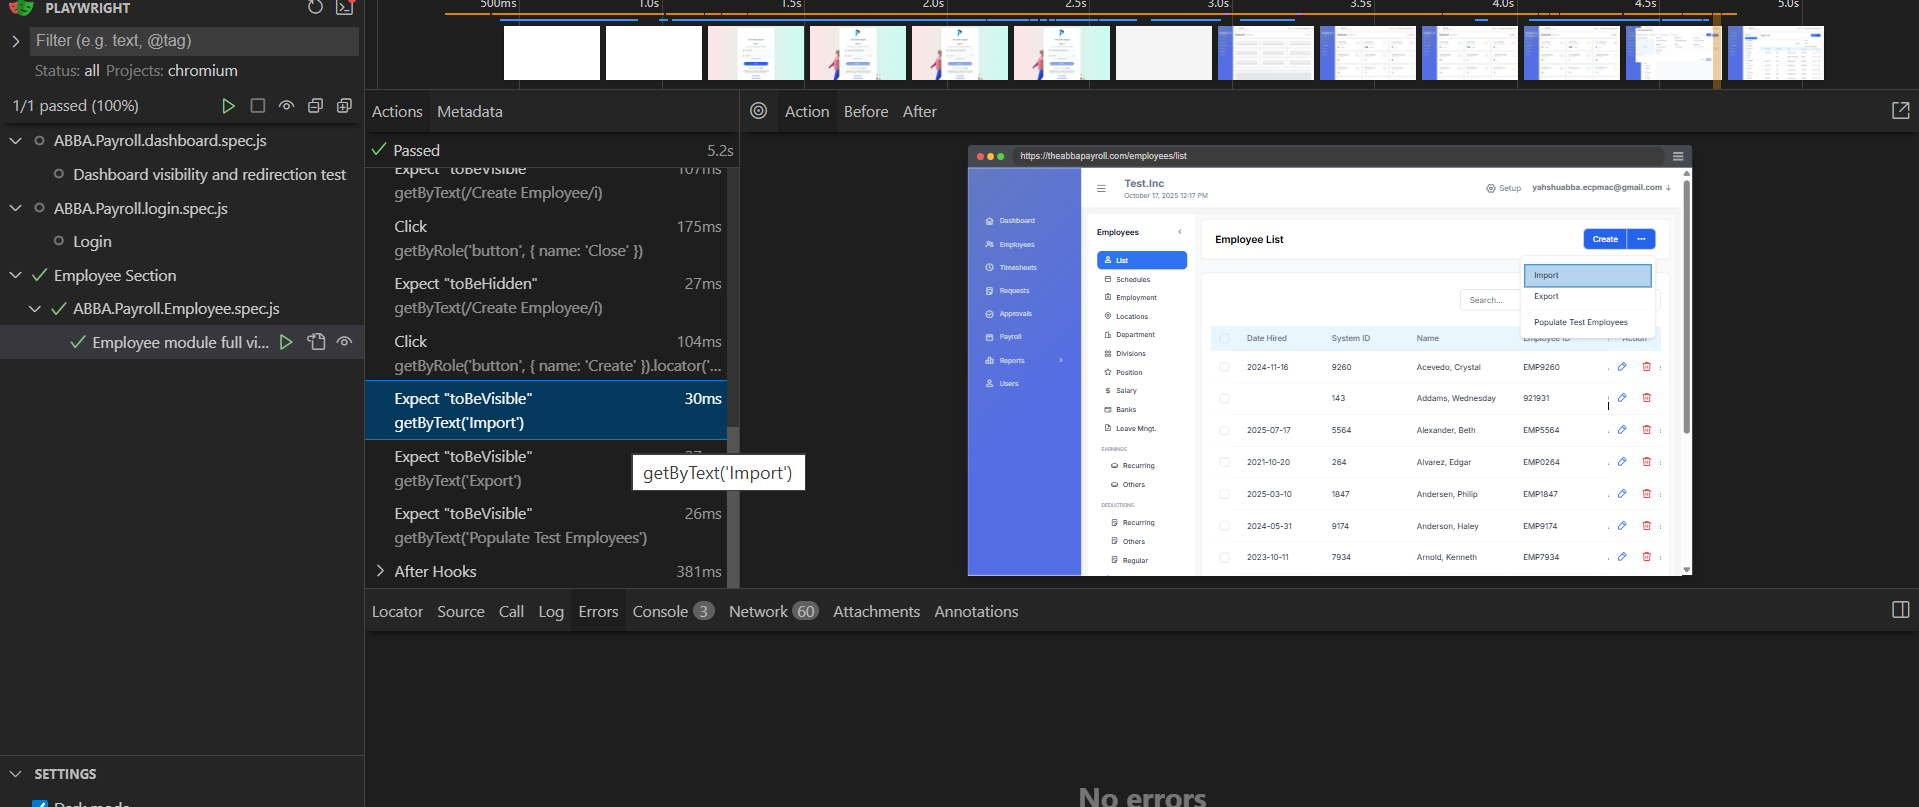 PLAYWRIGHT
Filter (e.g. text, @tag)
Status: all Projects: chromium
1/1 passed (100%)
ABBA.Payroll.dashboard.spec.js
Dashboard visibility and redirection test
ABBA.Payroll.login.spec.js
Login
Employee Section
ABBA.Payroll.Employee.spec.js
Employee module full vi...
SETTINGS
Dark mode
500ms 1.0s 1.5s 2.0s 2.5s 3.0s 3.5s 4.0s 4.5s 5.0s
Actions Metadata
Passed 5.2s
Expect "toBeVisible" 107ms
getByText(/Create Employee/i)
Click 175ms
getByRole('button', { name: 'Close' })
Expect "toBeHidden" 27ms
getByText(/Create Employee/i)
Click 104ms
getByRole('button', { name: 'Create' }).locator('...
Expect "toBeVisible" 30ms
getByText('Import')
Expect "toBeVisible"
getByText('Export')
getByText('Import')
Expect "toBeVisible" 26ms
getByText('Populate Test Employees')
After Hooks 381ms
Action Before After
https://theabbapayroll.com/employees/list
Test.Inc
October 17, 2025 12:17 PM
Setup yahshuabba.ecpmac@gmail.com
Dashboard
Employees
Timesheets
Requests
Approvals
Payroll
Reports
Users
Employees
List
Schedules
Employment
Locations
Department
Divisions
Position
Salary
Banks
Leave Mngt.
EARNINGS
Recurring
Others
DEDUCTIONS
Recurring
Others
Regular
Employee List
Create ...
Import
Export
Populate Test Employees
Search...
Date Hired System ID Name Employee ID Action
2024-11-16 9260 Acevedo, Crystal EMP9260
143 Addams, Wednesday 921931
2025-07-17 5564 Alexander, Beth EMP5564
2021-10-20 264 Alvarez, Edgar EMP0264
2025-03-10 1847 Andersen, Philip EMP1847
2024-05-31 9174 Anderson, Haley EMP9174
2023-10-11 7934 Arnold, Kenneth EMP7934
Locator Source Call Log Errors Console 3 Network 60 Attachments Annotations
No errors